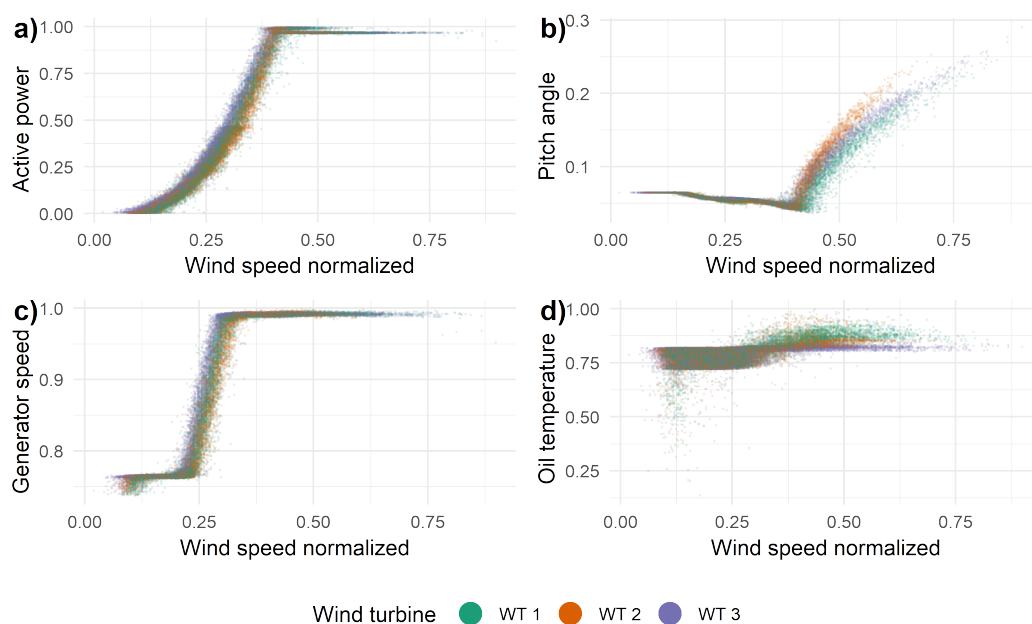 a)
Active power
1.00
0.75
0.50
0.25
0.00
0.00 0.25 0.50 0.75
Wind speed normalized
b)
Pitch angle
0.3
0.2
0.1
0.00 0.25 0.50 0.75
Wind speed normalized
c)
Generator speed
1.0
0.9
0.8
0.00 0.25 0.50 0.75
Wind speed normalized
d)
Oil temperature
1.00
0.75
0.50
0.25
0.00 0.25 0.50 0.75
Wind speed normalized
Wind turbine WT 1 WT 2 WT 3